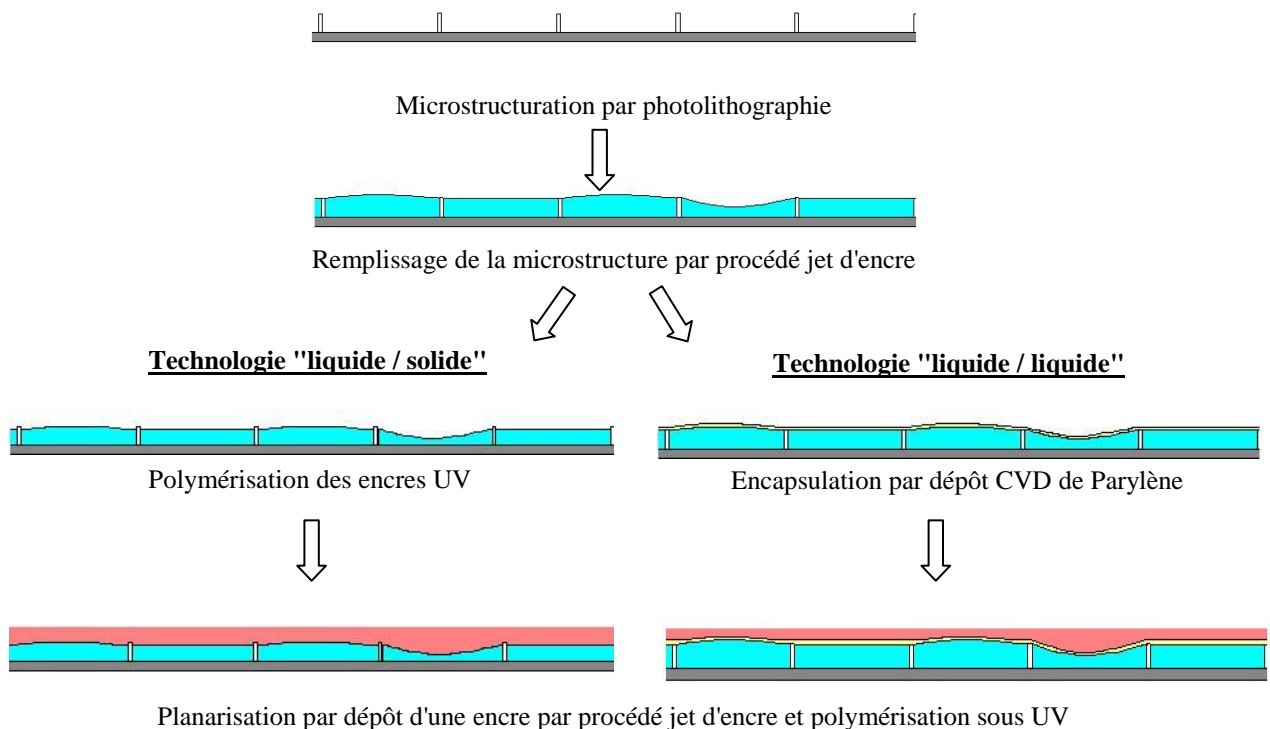 Microstructuration par photolithographie
Remplissage de la microstructure par procédé jet d'encre
Technologie "liquide / solide"
Technologie "liquide / liquide"
Polymérisation des encres UV
Encapsulation par dépôt CVD de Parylène
Planarisation par dépôt d'une encre par procédé jet d'encre et polymérisation sous UV